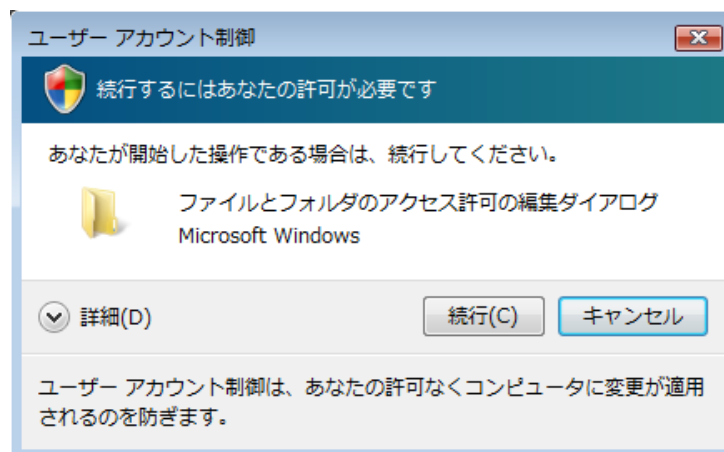 ユーザー アカウント制御
続行するにはあなたの許可が必要です
あなたが開始した操作である場合は、続行してください。
ファイルとフォルダのアクセス許可の編集ダイアログ
Microsoft Windows
詳細(D)
続行(C)
キャンセル
ユーザー アカウント制御は、あなたの許可なくコンピュータに変更が適用
されるのを防ぎます。